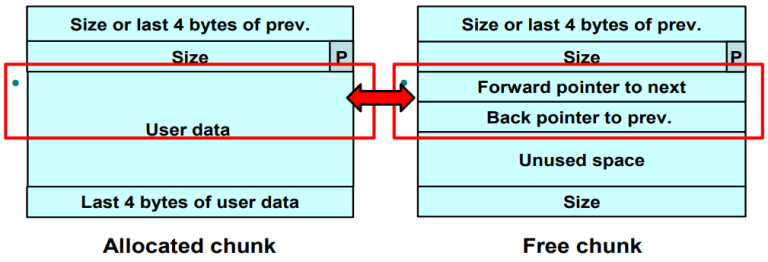 Size or last 4 bytes of prev.
Size
P
User data
Last 4 bytes of user data
Allocated chunk
Size or last 4 bytes of prev.
Size
P
Forward pointer to next
Back pointer to prev.
Unused space
Size
Free chunk